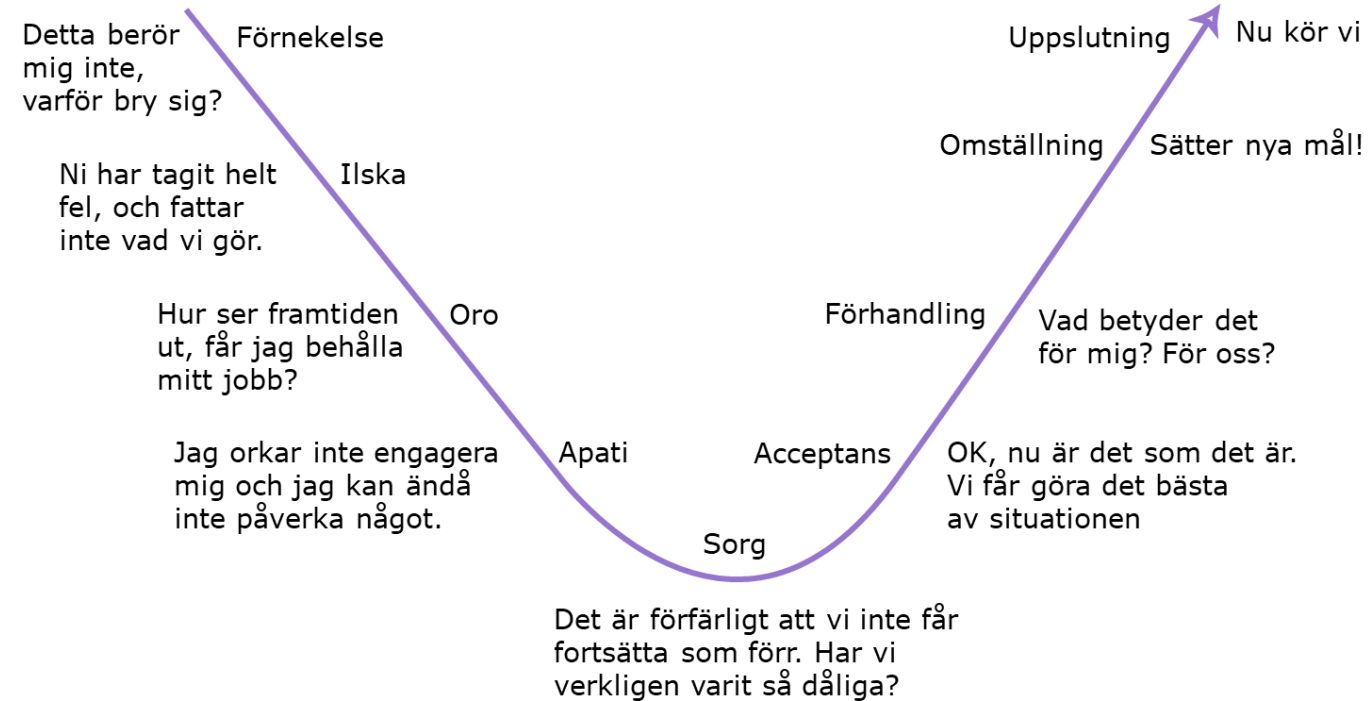 Detta berör
mig inte,
varför bry sig?
Förnekelse
Ni har tagit helt
fel, och fattar
inte vad vi gör.
Ilska
Hur ser framtiden
ut, får jag behålla
mitt jobb?
Oro
Jag orkar inte engagera
mig och jag kan ändå
inte påverka något.
Apati
Sorg
Det är förfärligt att vi inte får
fortsätta som förr. Har vi
verkligen varit så dåliga?
Acceptans
OK, nu är det som det är.
Vi får göra det bästa
av situationen
Förhandling
Vad betyder det
för mig? För oss?
Omställning
Sätter nya mål!
Uppslutning
Nu kör vi